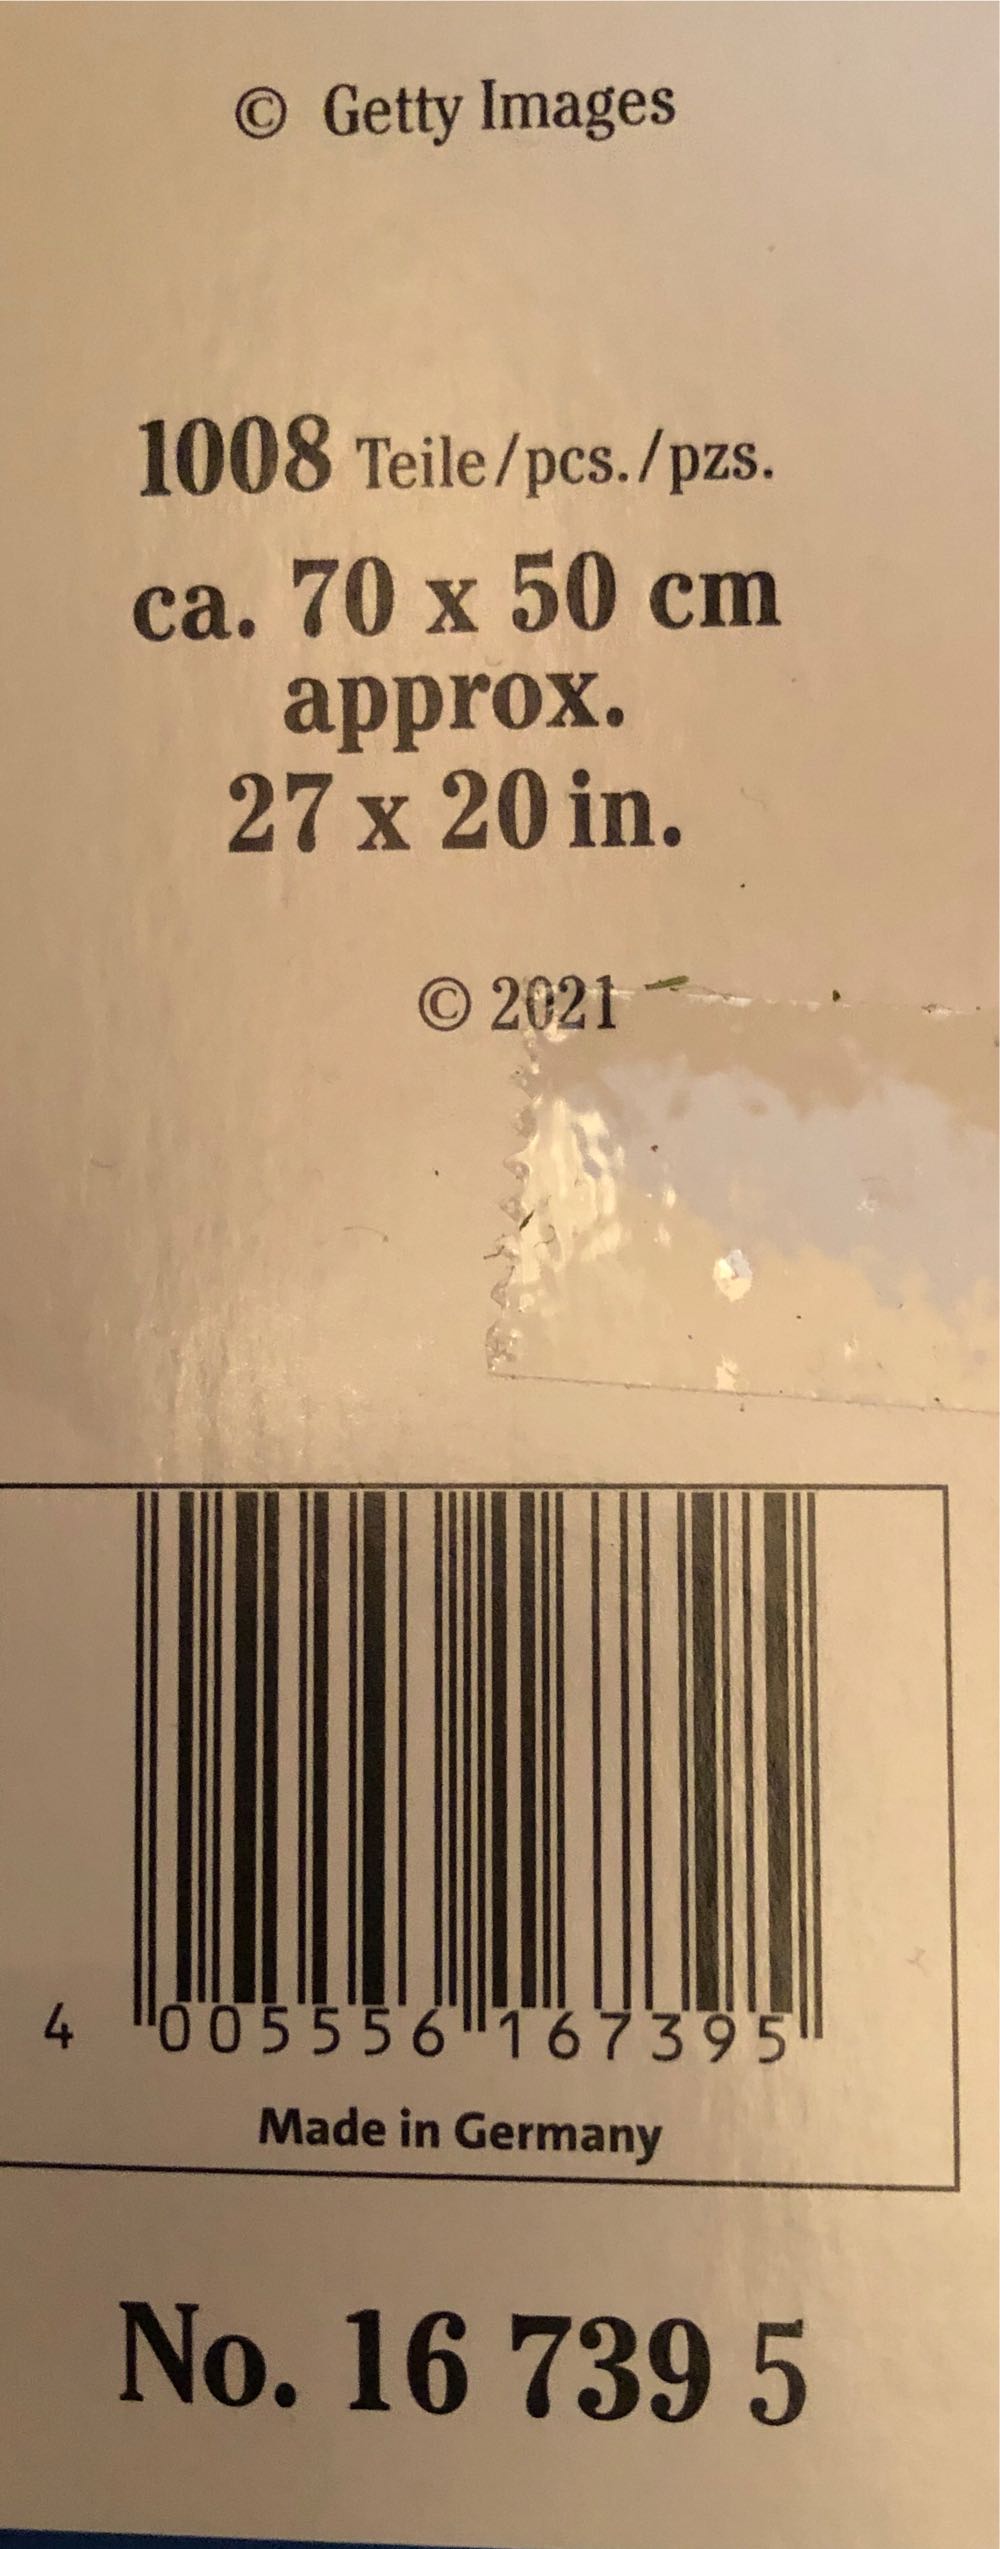 © Getty Images
1008 Teile/pcs./pzs.
ca. 70 x 50 cm
approx.
27 x 20 in.
© 2021
4 005556 167395
Made in Germany
No. 16 739 5